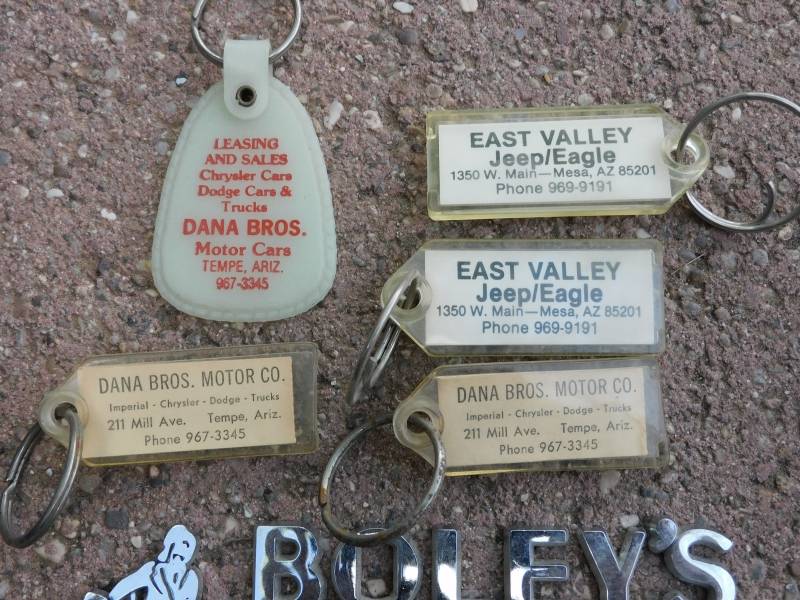 LEASING
AND SALES
Chrysler Cars
Dodge Cars &
Trucks
DANA BROS.
Motor Cars
TEMPE, ARIZ.
967-3345
EAST VALLEY
Jeep/Eagle
1350 W. Main—Mesa, AZ 85201
Phone 969-9191
EAST VALLEY
Jeep/Eagle
1350 W. Main—Mesa, AZ 85201
Phone 969-9191
DANA BROS. MOTOR CO.
Imperial - Chrysler - Dodge - Trucks
211 Mill Ave. Tempe, Ariz.
Phone 967-3345
DANA BROS. MOTOR CO.
Imperial - Chrysler - Dodge - Trucks
211 Mill Ave. Tempe, Ariz.
Phone 967-3345
BOLEY'S